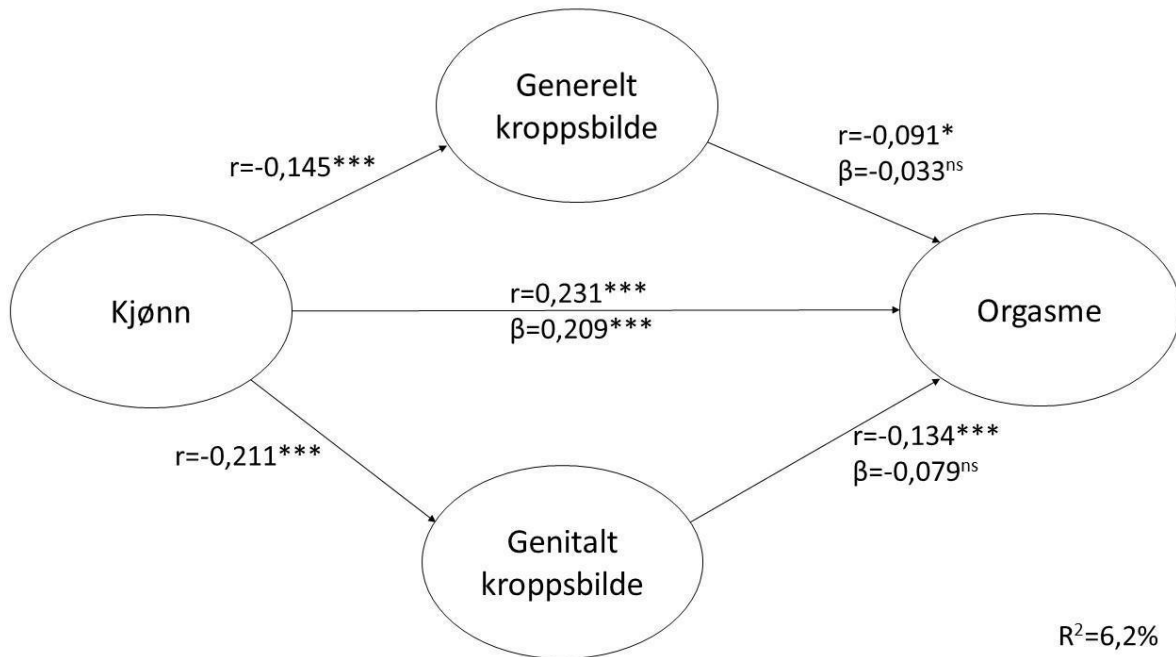 Generelt
kroppsbilde
r=-0,145***
r=-0,091*
β=-0,033ⁿˢ
Kjønn
r=0,231***
β=0,209***
Orgasme
r=-0,211***
r=-0,134***
β=-0,079ⁿˢ
Genitalt
kroppsbilde
R²=6,2%